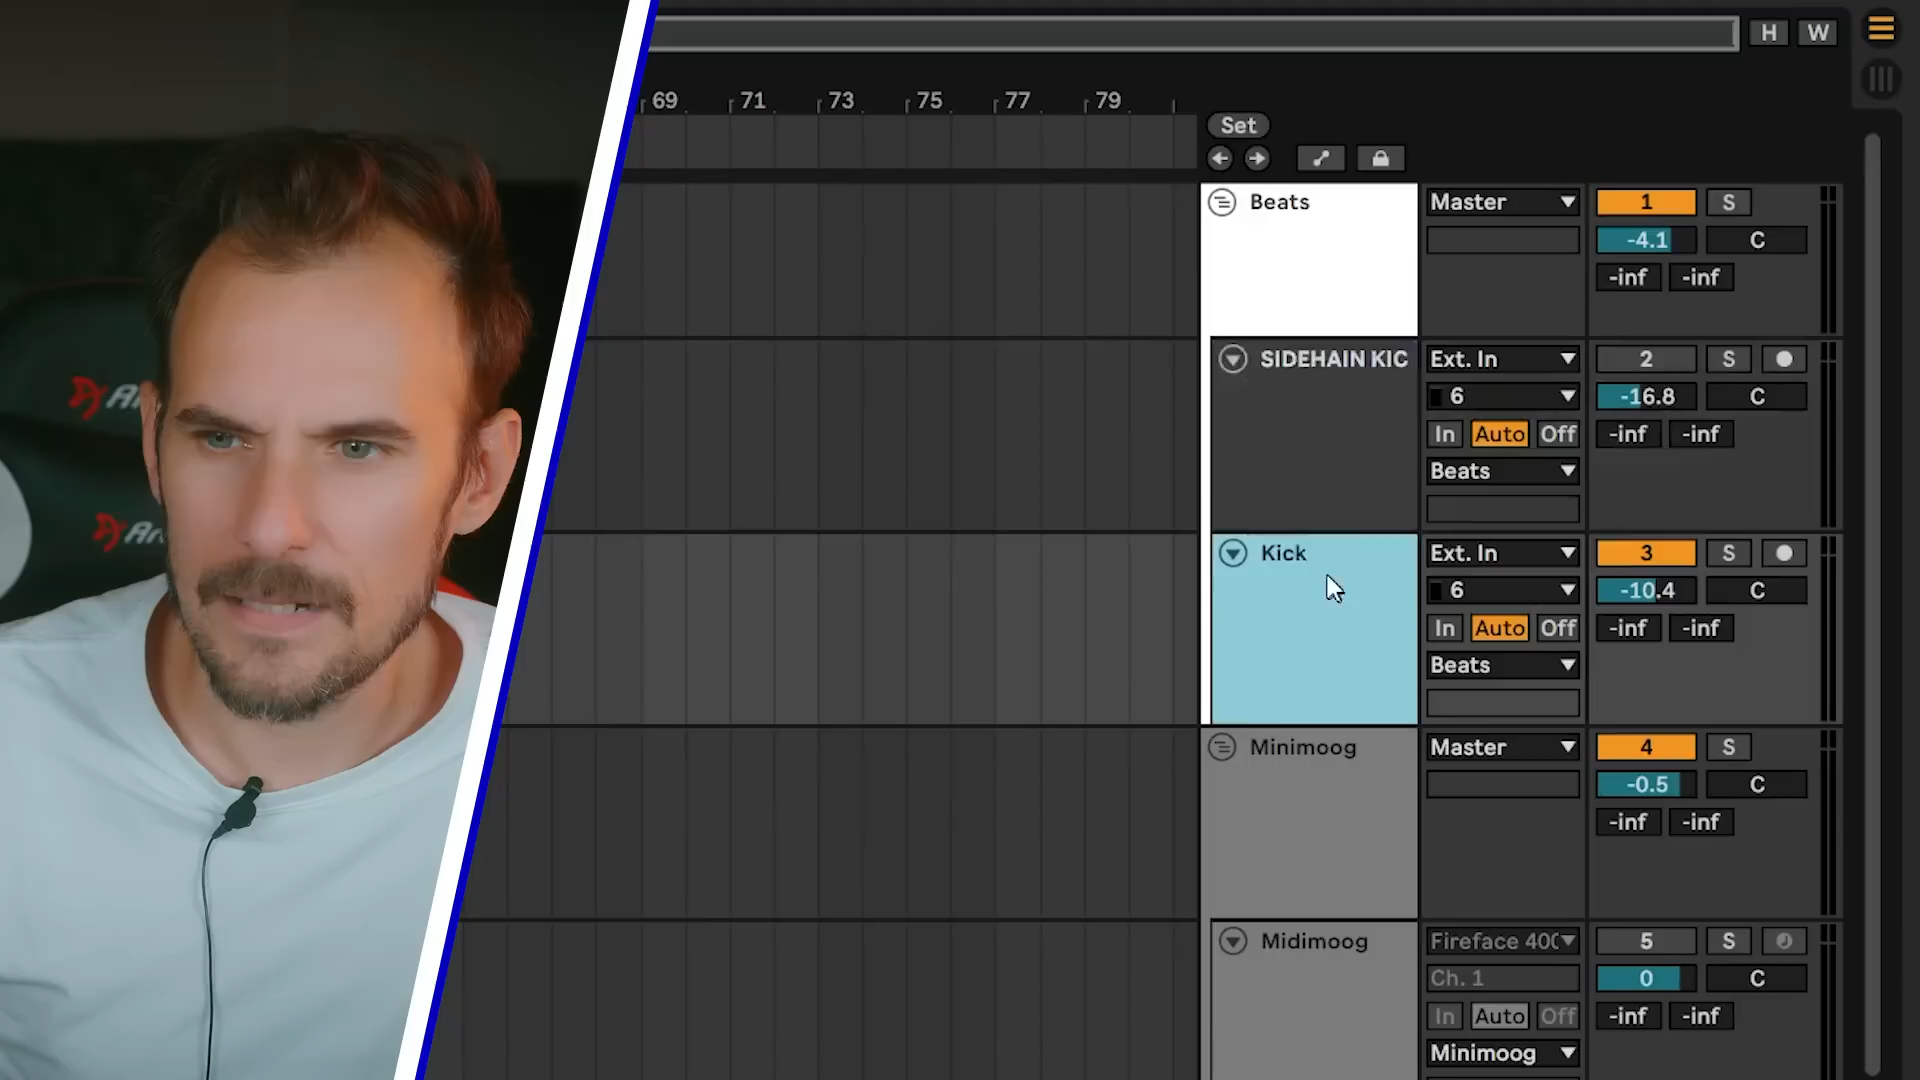 H W
69 71 73 75 77 79
Set
Beats Master 1 S
-4.1 C
-inf -inf
SIDEHAIN KIC Ext. In 2 S
6 -16.8 C
In Auto Off -inf -inf
Beats
Kick Ext. In 3 S
6 -10.4 C
In Auto Off -inf -inf
Beats
Minimoog Master 4 S
-0.5 C
-inf -inf
Midimoog Fireface 400 5 S
Ch. 1 0 C
In Auto Off -inf -inf
Minimoog